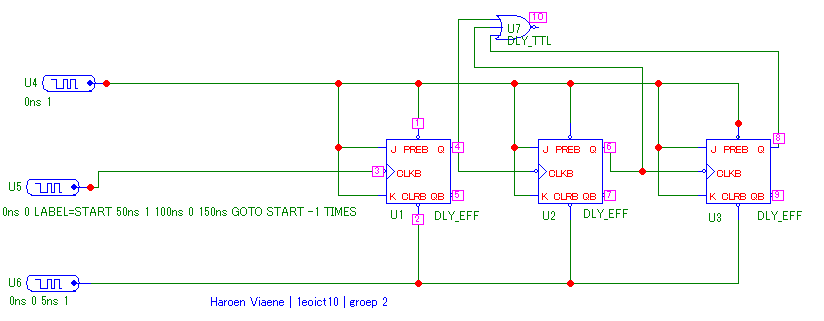 10
U7
DLY_TTL
U4
0ns 1
1
J PREB Q
4
3
CLKB
K CLRB QB
5
U1
2
DLY_EFF
J PREB Q
6
CLKB
K CLRB QB
7
U2
DLY_EFF
8
J PREB Q
CLKB
K CLRB QB
9
U3
DLY_EFF
U5
0ns 0 LABEL=START 50ns 1 100ns 0 150ns GOTO START -1 TIMES
U6
0ns 0 5ns 1
Haroen Viaene | 1eoict10 | groep 2